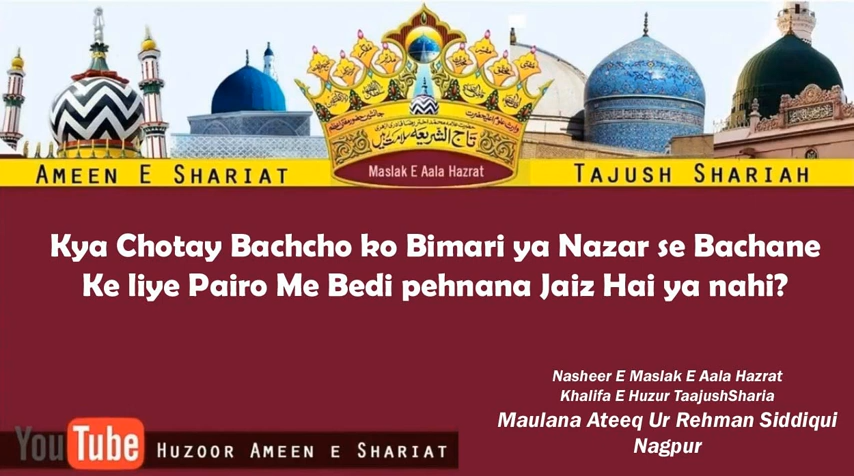 تاج الشریعہ
Maslak E Aala Hazrat
AMEEN E SHARIAT
TAJUSH SHARIAH
Kya Chotay Bachcho ko Bimari ya Nazar se Bachane
Ke liye Pairo Me Bedi pehnana Jaiz Hai ya nahi?
Nasheer E Maslak E Aala Hazrat
Khalifa E Huzur TaajushSharia
Maulana Ateeq Ur Rehman Siddiqui
Nagpur
YouTube HUZOOR AMEEN E SHARIAT